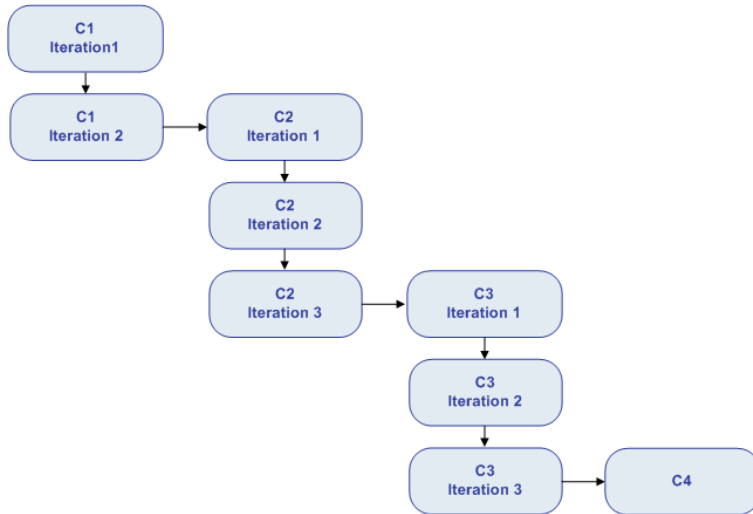 C1
Iteration1
C1
Iteration 2
C2
Iteration 1
C2
Iteration 2
C2
Iteration 3
C3
Iteration 1
C3
Iteration 2
C3
Iteration 3
C4